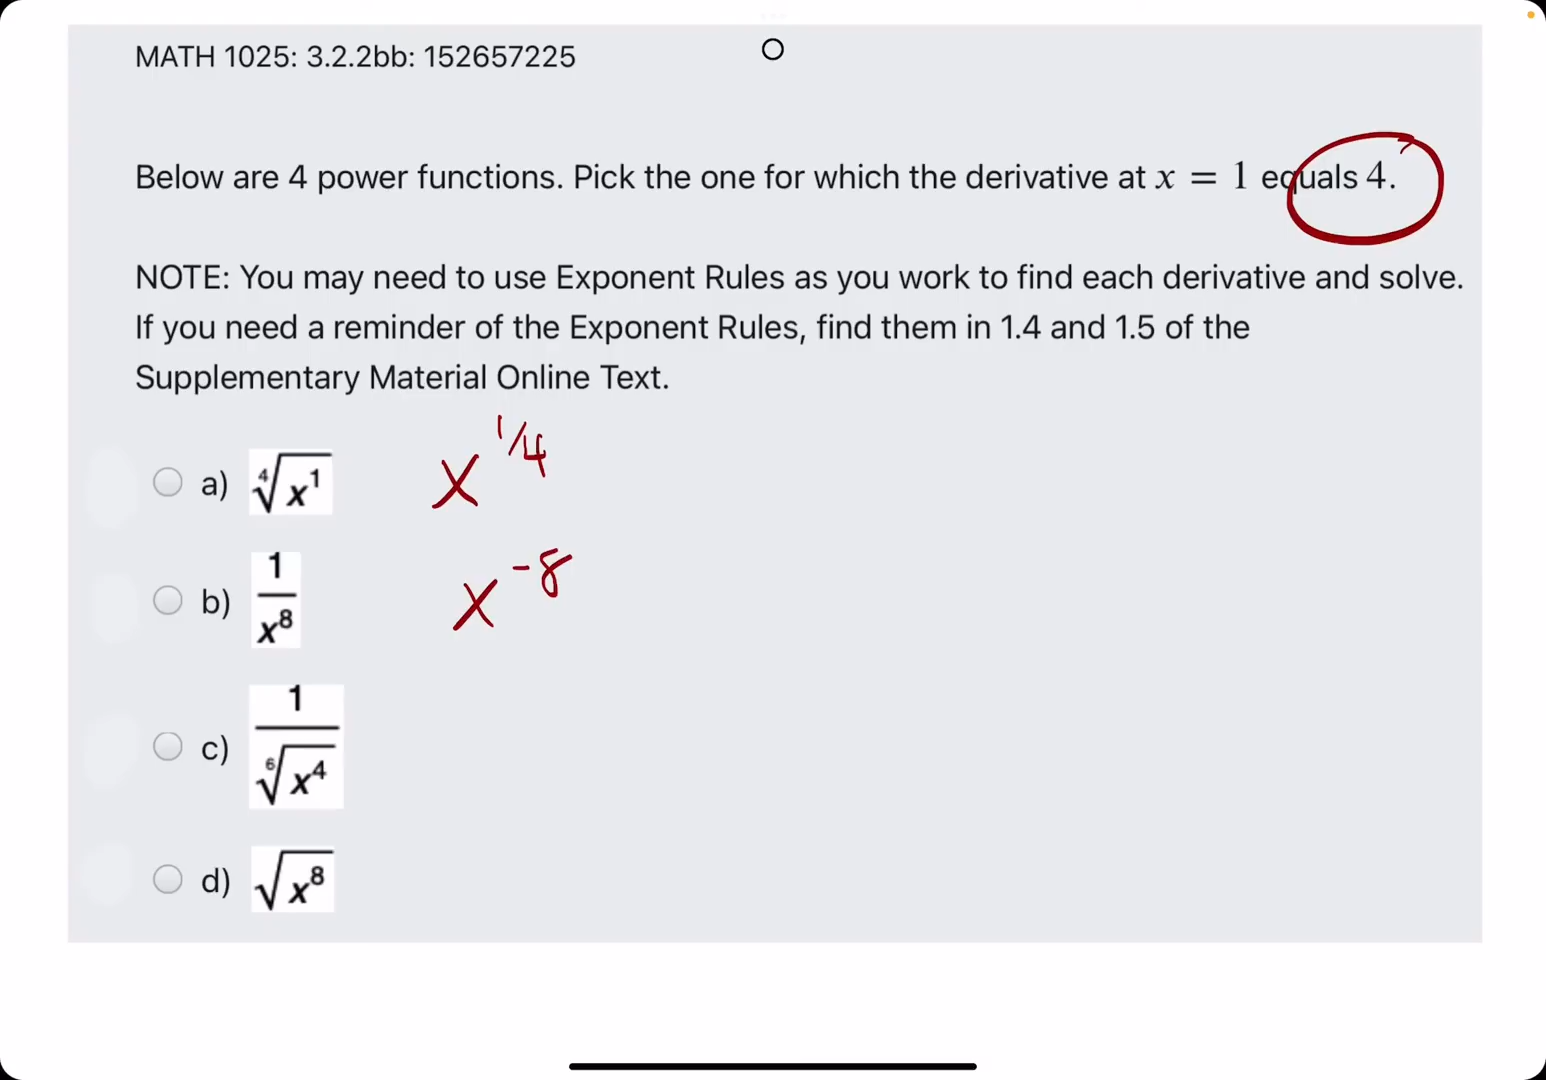 MATH 1025: 3.2.2bb: 152657225
Below are 4 power functions. Pick the one for which the derivative at x = 1 equals 4.
NOTE: You may need to use Exponent Rules as you work to find each derivative and solve.
If you need a reminder of the Exponent Rules, find them in 1.4 and 1.5 of the
Supplementary Material Online Text.
a) ⁴√x¹ x^1/4
b) 1/x⁸ x^-8
c) 1/⁶√x⁴
d) √x⁸